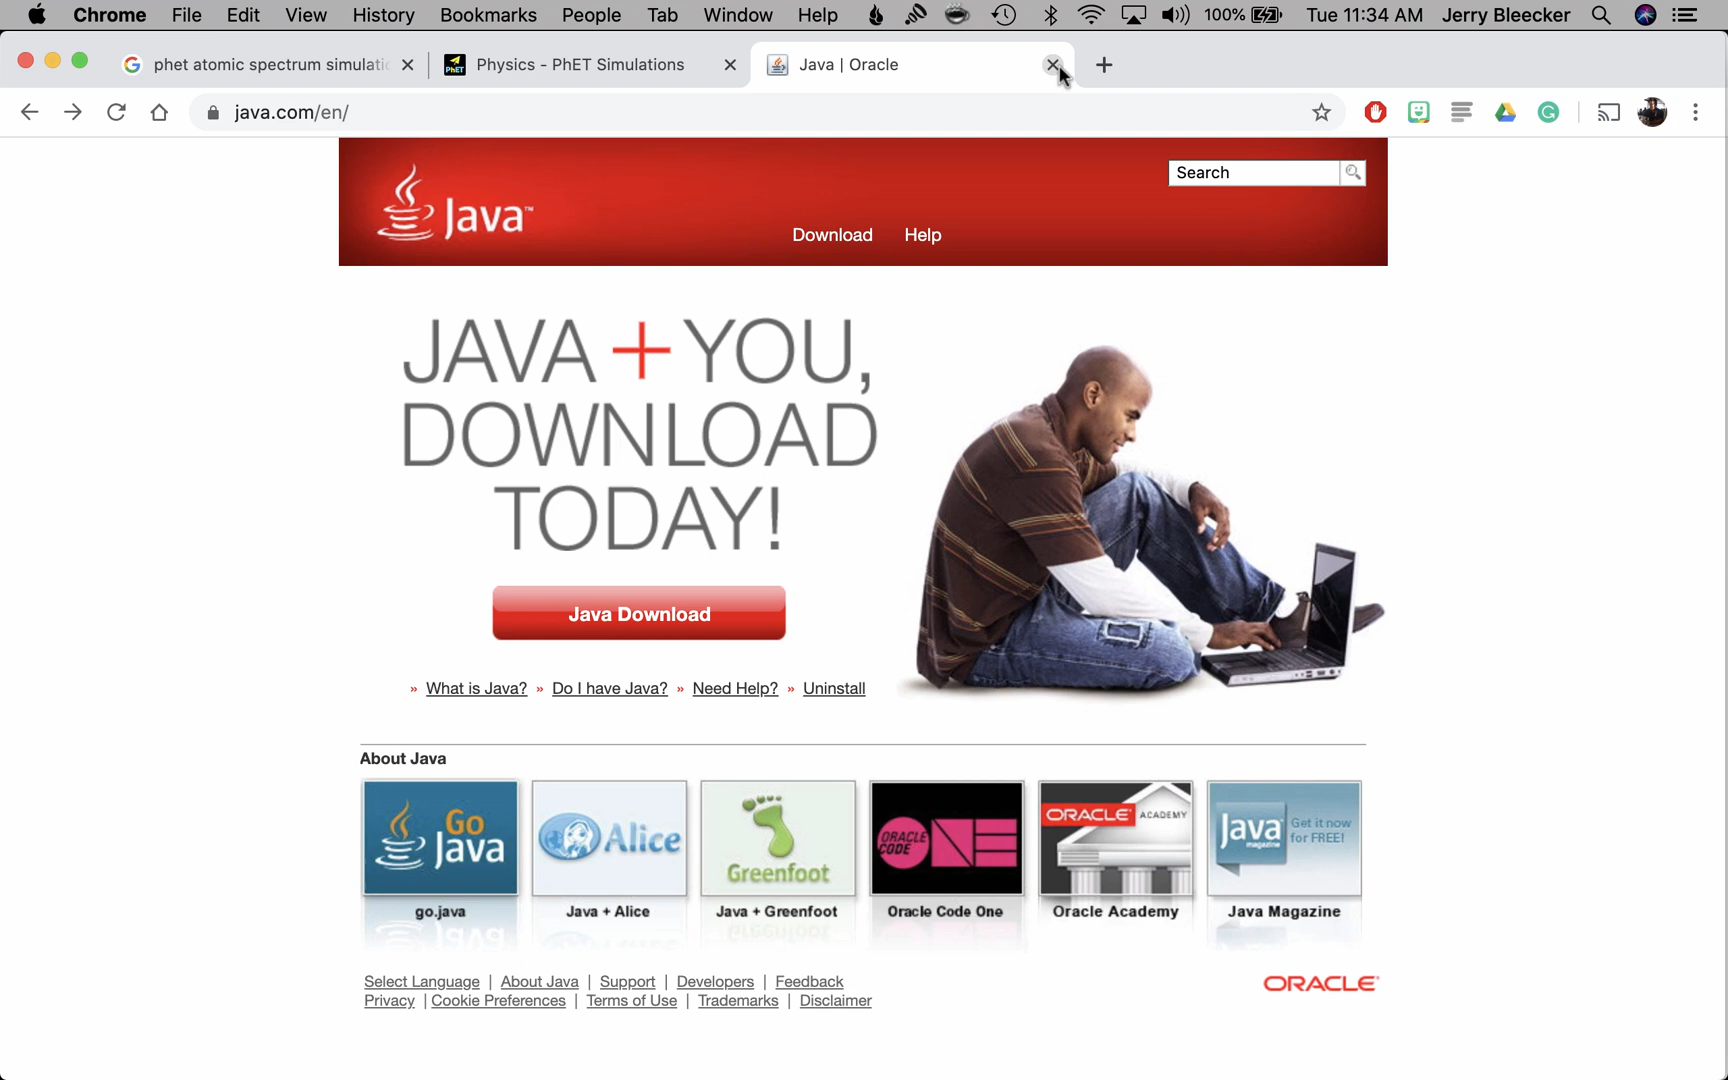 Chrome File Edit View History Bookmarks People Tab Window Help 100% Tue 11:34 AM Jerry Bleecker
phet atomic spectrum simulati
Physics - PhET Simulations
Java | Oracle
java.com/en/
Java™
Search
Download Help
JAVA + YOU,
DOWNLOAD
TODAY!
Java Download
» What is Java? » Do I have Java? » Need Help? » Uninstall
About Java
Go
Java
Alice
Greenfoot
ORACLE
CODE
ONE
ORACLE ACADEMY
Java
magazine
Get it now
for FREE!
go.java
Java + Alice
Java + Greenfoot
Oracle Code One
Oracle Academy
Java Magazine
Select Language | About Java | Support | Developers | Feedback
Privacy | Cookie Preferences | Terms of Use | Trademarks | Disclaimer
ORACLE